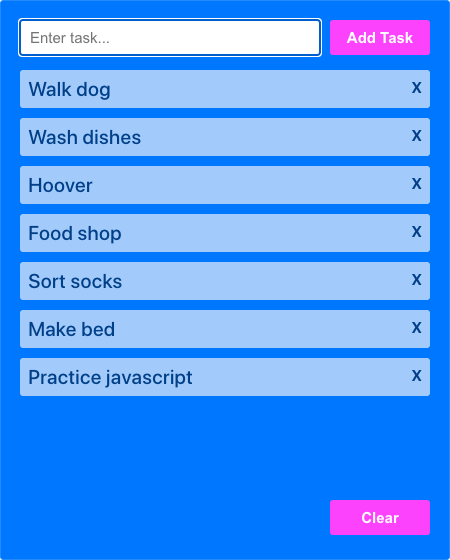 Enter task...
Add Task
Walk dog X
Wash dishes X
Hoover X
Food shop X
Sort socks X
Make bed X
Practice javascript X
Clear